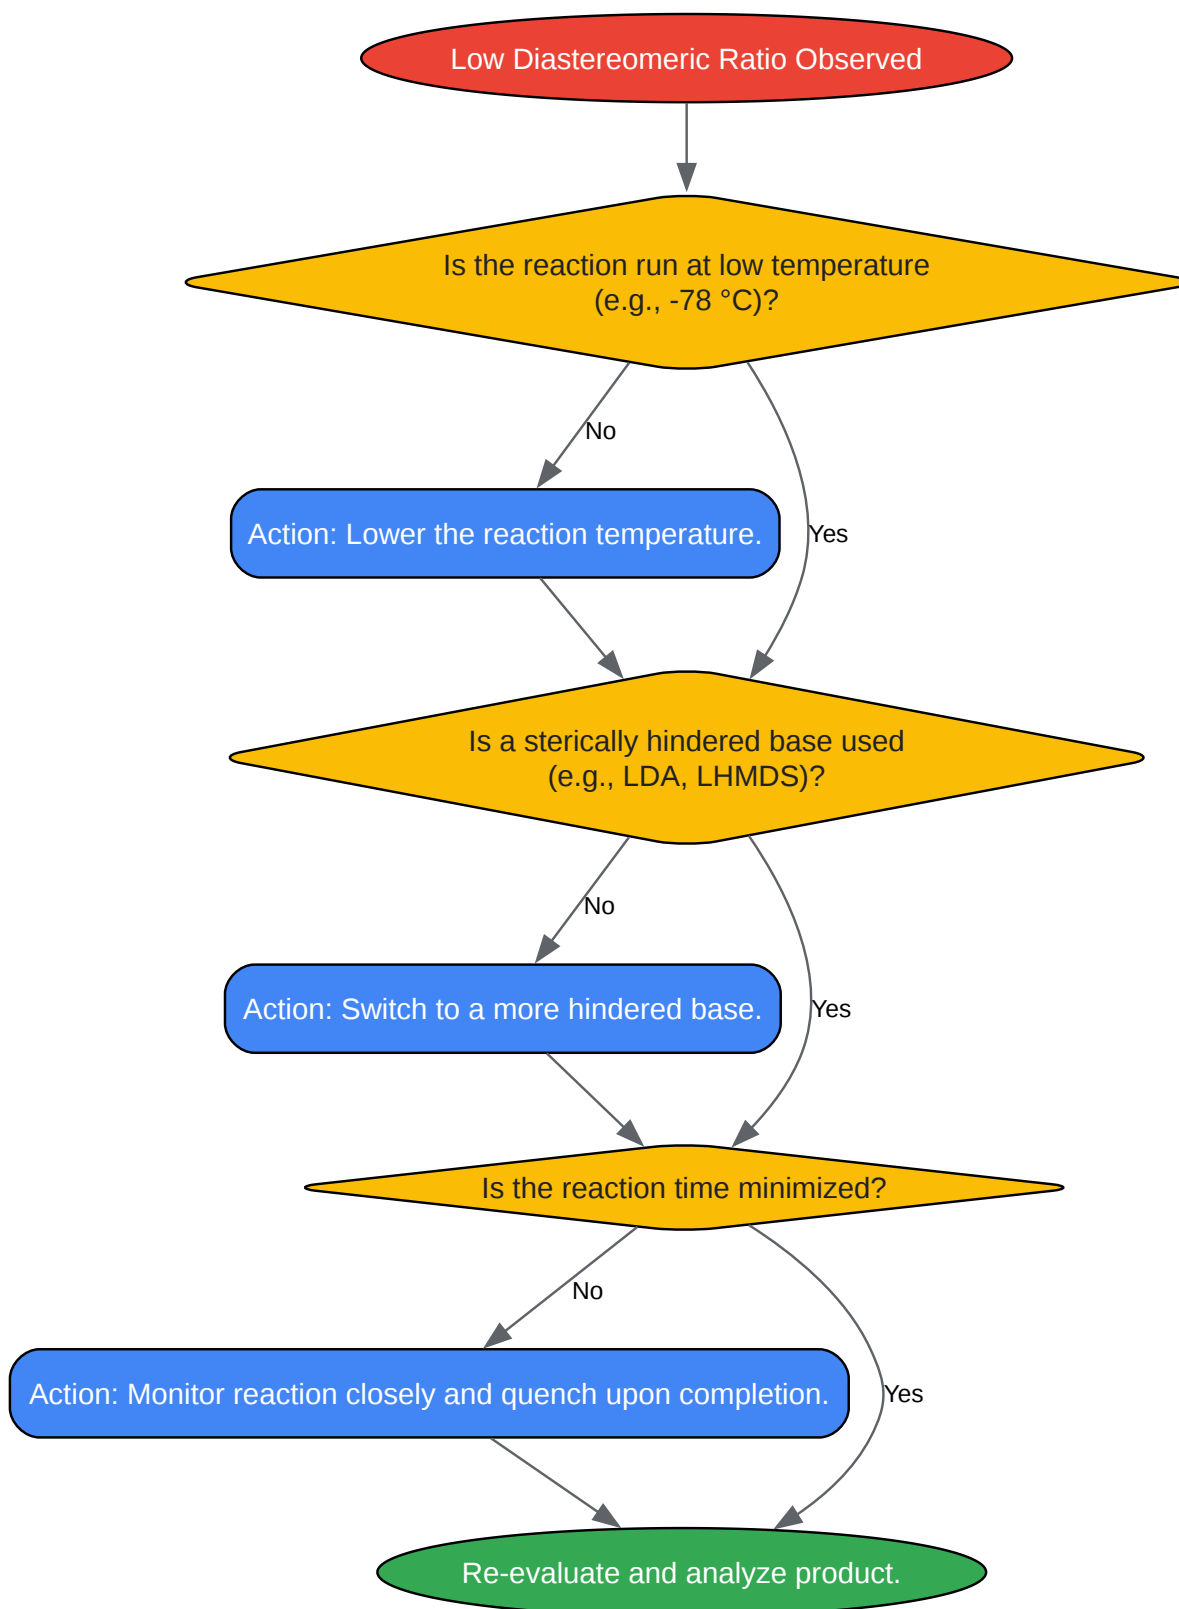 Low Diastereomeric Ratio Observed
Is the reaction run at low temperature
(e.g., -78 °C)?
No
Action: Lower the reaction temperature.
Yes
Is a sterically hindered base used
(e.g., LDA, LHMDS)?
No
Action: Switch to a more hindered base.
Yes
Is the reaction time minimized?
No
Action: Monitor reaction closely and quench upon completion.
Yes
Re-evaluate and analyze product.